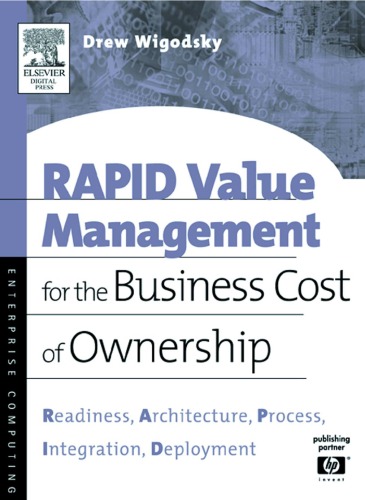 Drew Wigodsky
ELSEVIER
DIGITAL
PRESS
RAPID Value
Management
for the Business Cost
of Ownership
Readiness, Architecture, Process,
Integration, Deployment
ENTERPRISE COMPUTING
publishing
partner
hp
invent